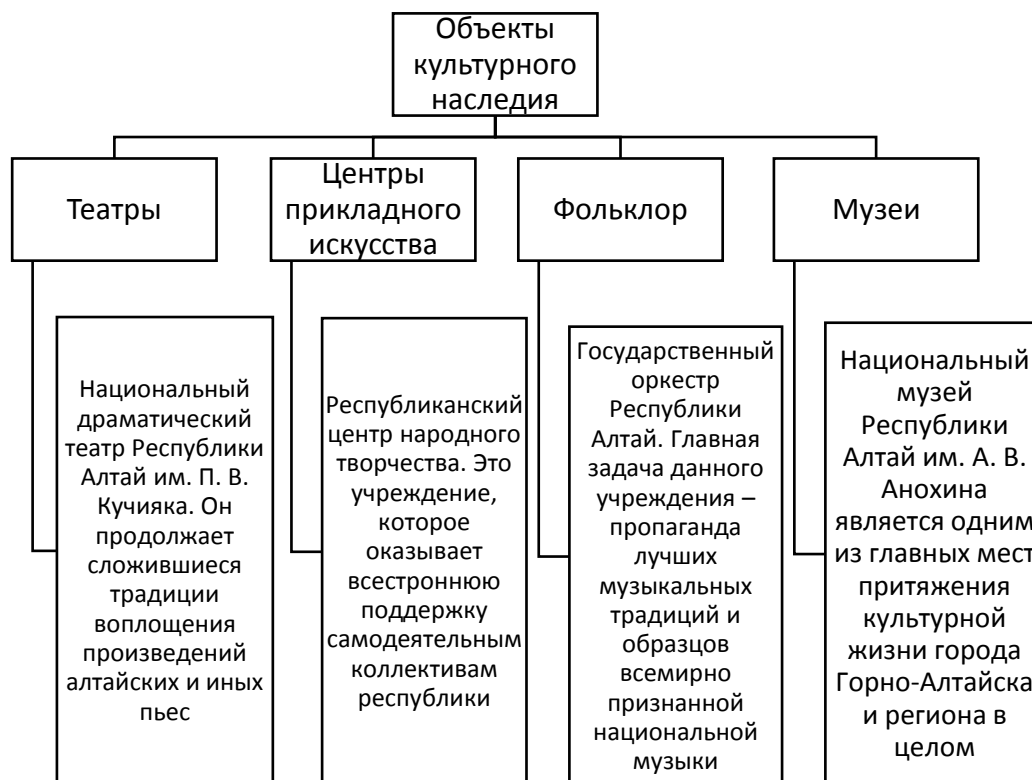 Объекты
культурного
наследия
Театры
Центры
прикладного
искусства
Фольклор
Музеи
Национальный
драматический
театр Республики
Алтай им. П. В.
Кучияка. Он
продолжает
сложившиеся
традиции
воплощения
произведений
алтайских и иных
пьес
Республиканский
центр народного
творчества. Это
учреждение,
которое
оказывает
всестроннюю
поддержку
самодеятельным
коллективам
республики
Государственный
оркестр
Республики
Алтай. Главная
задача данного
учреждения –
пропаганда
лучших
музыкальных
традиций и
образцов
всемирно
признанной
национальной
музыки
Национальный
музей
Республики
Алтай им. А. В.
Анохина
является одним
из главных мест
притяжения
культурной
жизни города
Горно-Алтайска
и региона в
целом